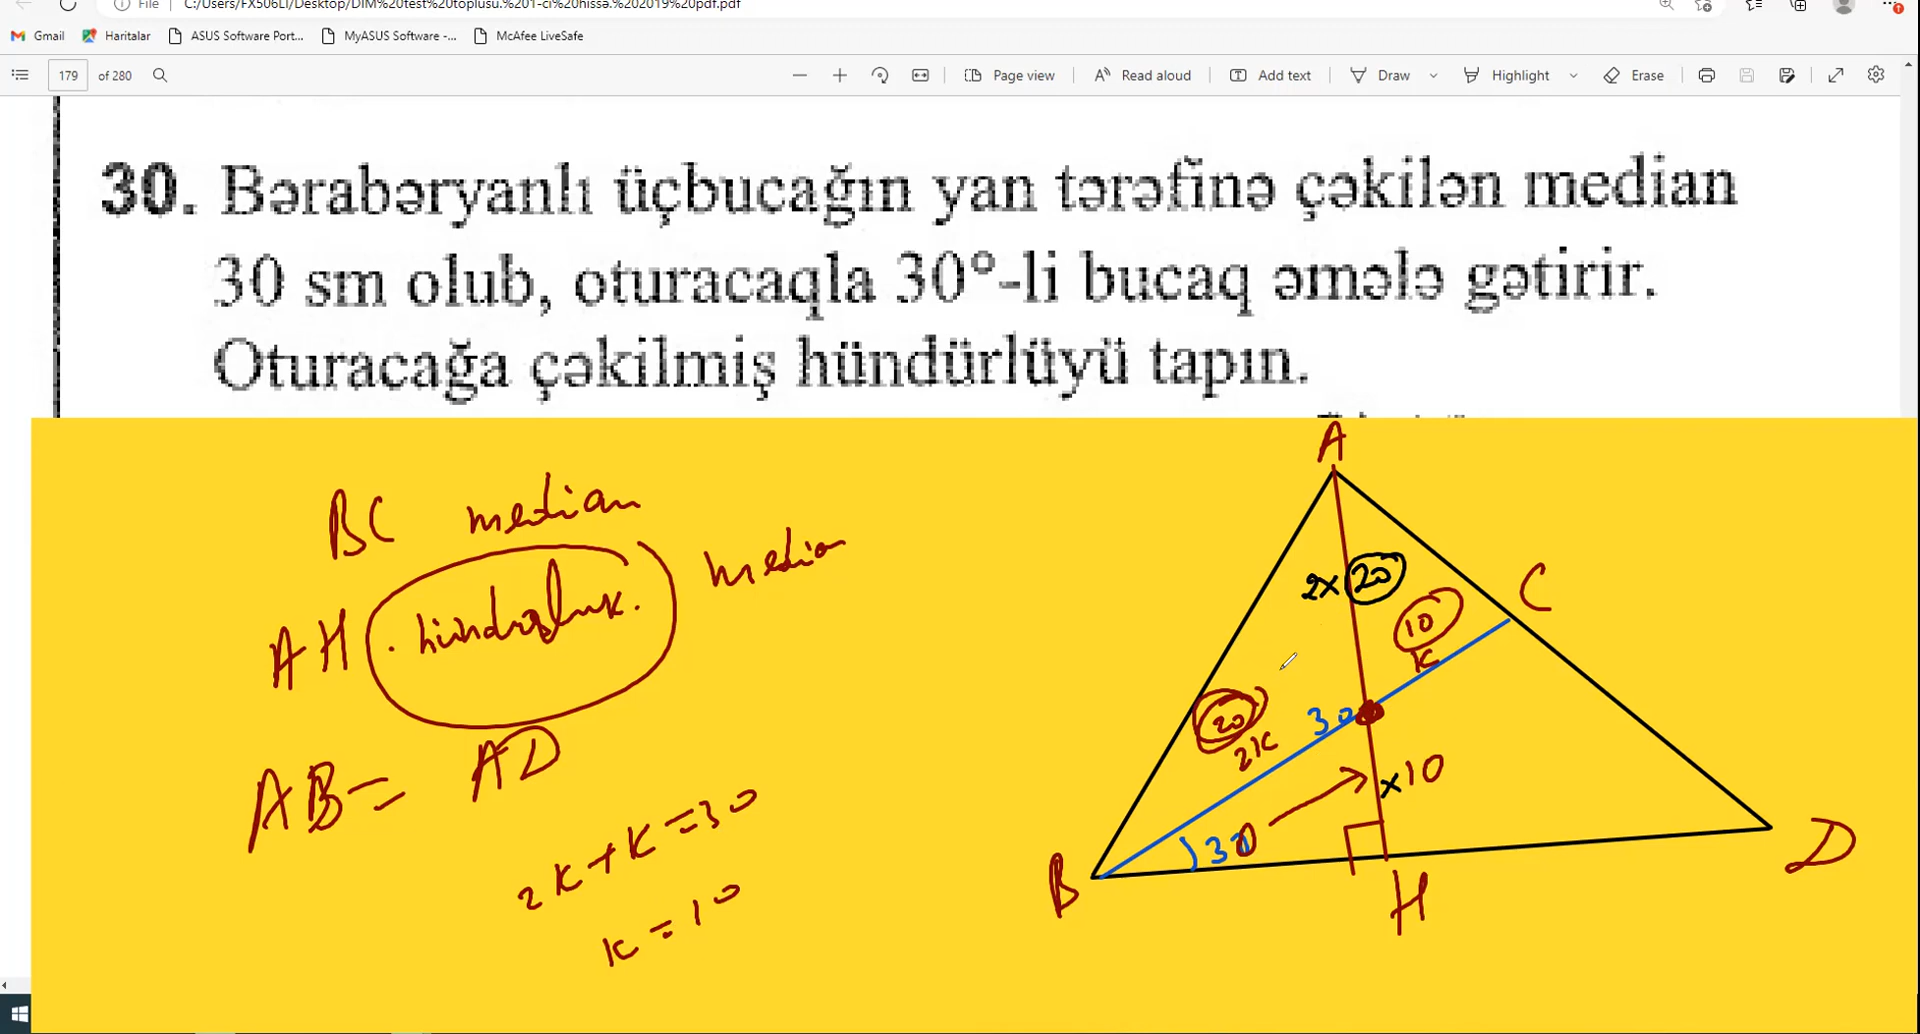 File | C:/Users/FX506LI/Desktop/DIM%20test%20toplusu.%201-ci%20hissə.%202019%20pdf.pdf
Gmail Haritalar ASUS Software Port... MyASUS Software -... McAfee LiveSafe
179 of 280 Page view Read aloud Add text Draw Highlight Erase
30. Bərabəryanlı üçbucağın yan tərəfinə çəkilən median
30 sm olub, oturacaqla 30°-li bucaq əmələ gətirir.
Oturacağa çəkilmiş hündürlüyü tapın.
BC median
AH . hündürlük. media
AB = AD
2k + k = 30
k = 10
A
2x 20
C
10
k
20
2k
30
x 10
30
B
H
D